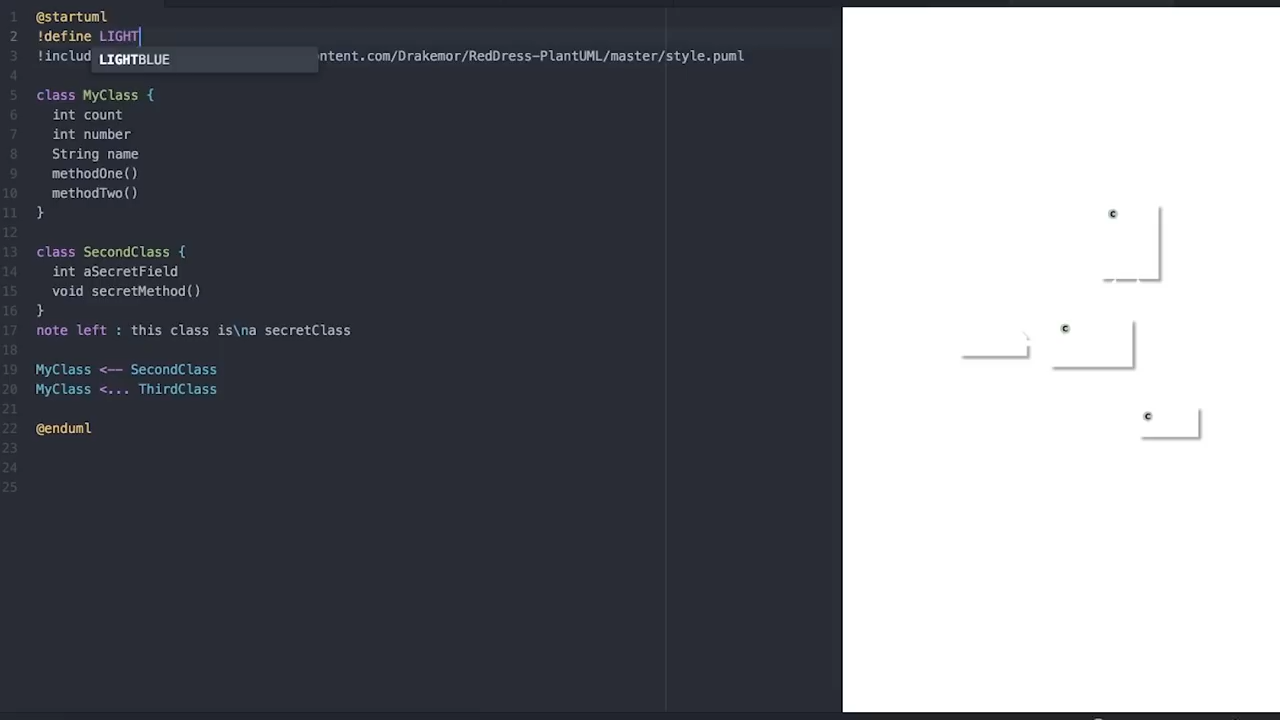 1 @startuml
2 !define LIGHT
LIGHTBLUE
3 !includ ntent.com/Drakemor/RedDress-PlantUML/master/style.puml
5 class MyClass {
6 int count
7 int number
8 String name
9 methodOne()
10 methodTwo()
11 }
12
13 class SecondClass {
14 int aSecretField
15 void secretMethod()
16 }
17 note left : this class is\na secretClass
18
19 MyClass <-- SecondClass
20 MyClass <... ThirdClass
21
22 @enduml
23
24
25
C
C
C